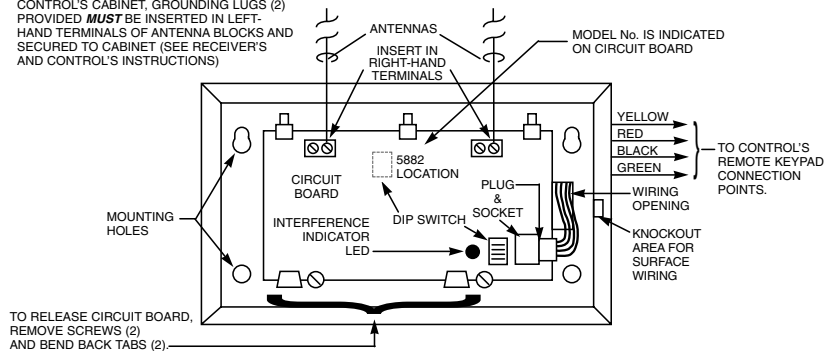 CONTROL'S CABINET, GROUNDING LUGS (2)
PROVIDED MUST BE INSERTED IN LEFT-
HAND TERMINALS OF ANTENNA BLOCKS AND
SECURED TO CABINET (SEE RECEIVER'S
AND CONTROL'S INSTRUCTIONS)
ANTENNAS
INSERT IN
RIGHT-HAND
TERMINALS
MODEL No. IS INDICATED
ON CIRCUIT BOARD
YELLOW
RED
BLACK
GREEN
TO CONTROL'S
REMOTE KEYPAD
CONNECTION
POINTS.
5882
LOCATION
CIRCUIT
BOARD
PLUG
&
SOCKET
WIRING
OPENING
MOUNTING
HOLES
DIP SWITCH
INTERFERENCE
INDICATOR
LED
KNOCKOUT
AREA FOR
SURFACE
WIRING
TO RELEASE CIRCUIT BOARD,
REMOVE SCREWS (2)
AND BEND BACK TABS (2).